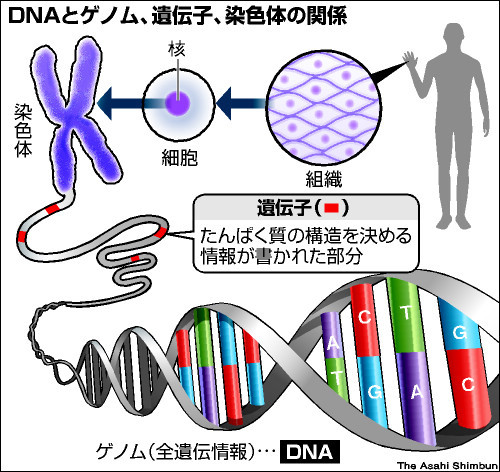 DNAとゲノム、遺伝子、染色体の関係
核
染色体
細胞
組織
遺伝子(■)
たんぱく質の構造を決める
情報が書かれた部分
A
C
T
G
T
G
A
C
ゲノム(全遺伝情報)… DNA
The Asahi Shimbun